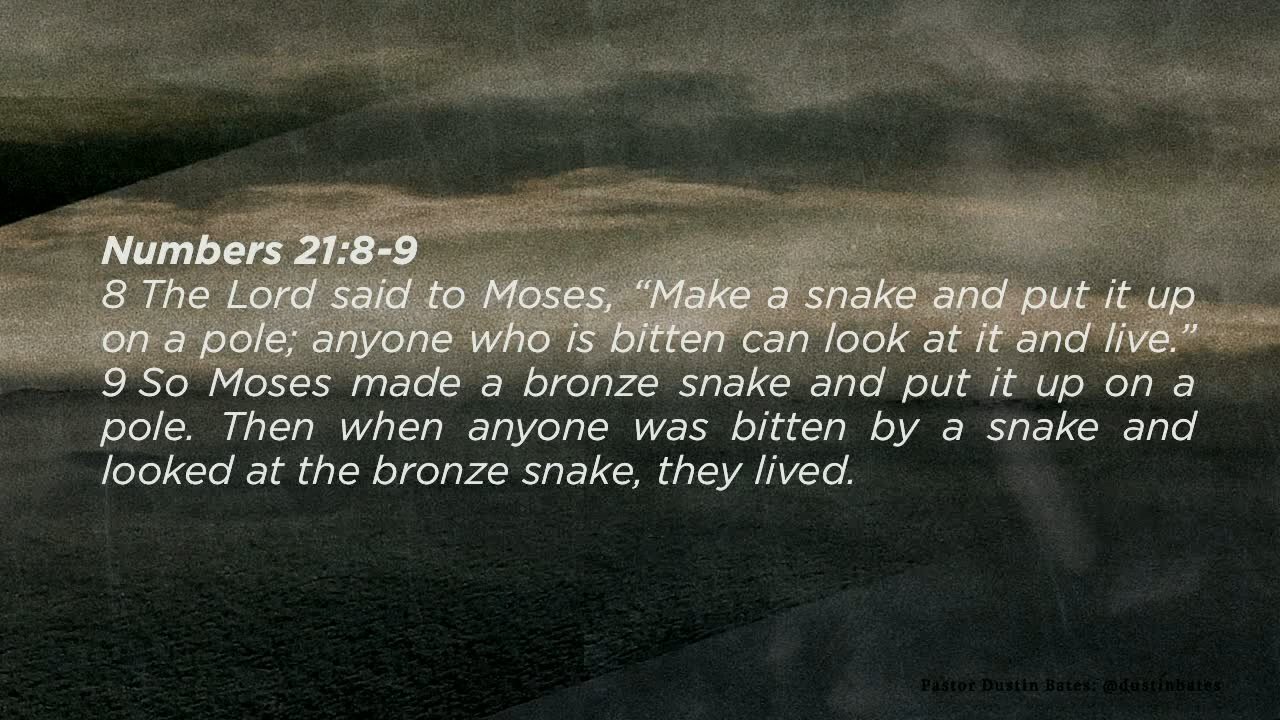 Numbers 21:8-9
8 The Lord said to Moses, “Make a snake and put it up
on a pole; anyone who is bitten can look at it and live.”
9 So Moses made a bronze snake and put it up on a
pole. Then when anyone was bitten by a snake and
looked at the bronze snake, they lived.
Pastor Dustin Bates: @dustinbates